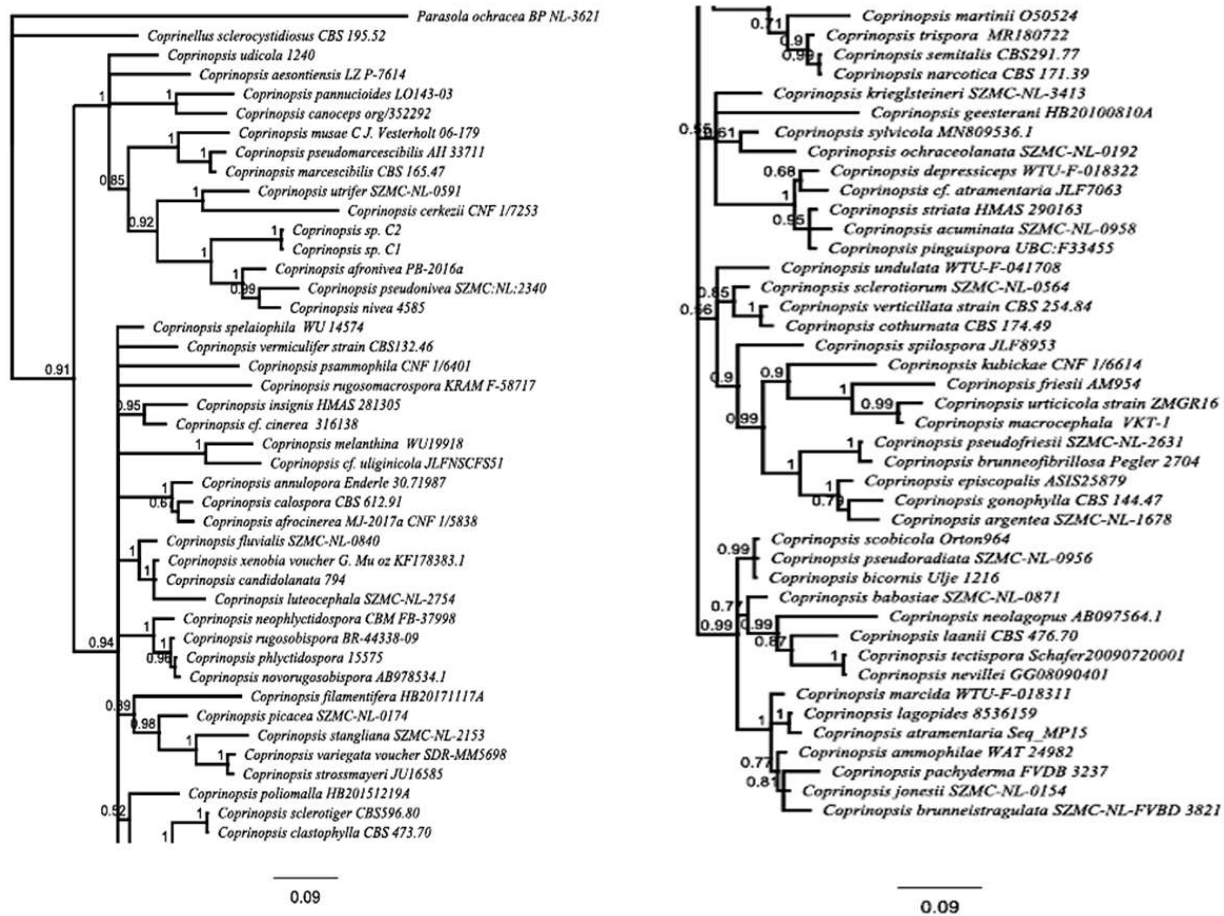 Parasola ochracea BP NL-3621
Coprinellus sclerocystidiosus CBS 195.52
Coprinopsis udicola 1240
Coprinopsis aesontiensis LZ P-7614
1
1
Coprinopsis pannucioides LO143-03
Coprinopsis canoceps org/352292
Coprinopsis musae C J. Vesterholt 06-179
1
1
Coprinopsis pseudomarcescibilis AH 33711
Coprinopsis marcescibilis CBS 165.47
0.85
1
Coprinopsis utrifer SZMC-NL-0591
Coprinopsis cerkezii CNF 1/7253
0.92
1
Coprinopsis sp. C2
Coprinopsis sp. C1
1
1
Coprinopsis afronivea PB-2016a
0.99
Coprinopsis pseudonivea SZMC:NL:2340
Coprinopsis nivea 4585
Coprinopsis spelaiophila WU 14574
Coprinopsis vermiculifer strain CBS132.46
0.91
Coprinopsis psammophila CNF 1/6401
Coprinopsis rugosomacrospora KRAM F-58717
0.95
Coprinopsis insignis HMAS 281305
Coprinopsis cf. cinerea 316138
1
Coprinopsis melanthina WU19918
Coprinopsis cf. uliginicola JLFNSCFS51
1
Coprinopsis annulopora Enderle 30.71987
0.67
Coprinopsis calospora CBS 612.91
Coprinopsis afrocinerea MJ-2017a CNF 1/5838
Coprinopsis fluvialis SZMC-NL-0840
1
1
Coprinopsis xenobia voucher G. Mu oz KF178383.1
Coprinopsis candidolanata 794
Coprinopsis luteocephala SZMC-NL-2754
0.94
1
Coprinopsis neophlyctidospora CBM FB-37998
1
Coprinopsis rugosobispora BR-44338-09
0.96
Coprinopsis phlyctidospora 15575
Coprinopsis novorugosobispora AB978534.1
0.89
Coprinopsis filamentifera HB20171117A
0.98
Coprinopsis picacea SZMC-NL-0174
1
Coprinopsis stangliana SZMC-NL-2153
1
Coprinopsis variegata voucher SDR-MM5698
Coprinopsis strossmayeri JU16585
Coprinopsis poliomalla HB20151219A
0.52
1
Coprinopsis sclerotiger CBS596.80
1
Coprinopsis clastophylla CBS 473.70
0.09
0.71
Coprinopsis martinii O50524
0.9
Coprinopsis trispora MR180722
0.99
Coprinopsis semitalis CBS291.77
Coprinopsis narcotica CBS 171.39
Coprinopsis krieglsteineri SZMC-NL-3413
Coprinopsis geesterani HB20100810A
0.61
Coprinopsis sylvicola MN809536.1
Coprinopsis ochraceolanata SZMC-NL-0192
0.68
Coprinopsis depressiceps WTU-F-018322
1
Coprinopsis cf. atramentaria JLF7063
0.95
Coprinopsis striata HMAS 290163
Coprinopsis acuminata SZMC-NL-0958
Coprinopsis pinguispora UBC:F33455
Coprinopsis undulata WTU-F-041708
0.85
Coprinopsis sclerotiorum SZMC-NL-0564
0.56
1
Coprinopsis verticillata strain CBS 254.84
Coprinopsis cothurnata CBS 174.49
Coprinopsis spilospora JLF8953
0.9
0.9
Coprinopsis kubickae CNF 1/6614
1
Coprinopsis friesii AM954
0.99
Coprinopsis urticicola strain ZMGR16
0.99
Coprinopsis macrocephala VKT-1
1
Coprinopsis pseudofriesii SZMC-NL-2631
1
Coprinopsis brunneofibrillosa Pegler 2704
1
Coprinopsis episcopalis ASIS25879
0.79
Coprinopsis gonophylla CBS 144.47
Coprinopsis argentea SZMC-NL-1678
0.99
Coprinopsis scobicola Orton964
Coprinopsis pseudoradiata SZMC-NL-0956
Coprinopsis bicornis Ulje 1216
0.77
Coprinopsis babosiae SZMC-NL-0871
0.99
0.99
Coprinopsis neolagopus AB097564.1
0.87
Coprinopsis laanii CBS 476.70
1
Coprinopsis tectispora Schafer20090720001
Coprinopsis nevillei GG08090401
Coprinopsis marcida WTU-F-018311
1
1
Coprinopsis lagopides 8536159
Coprinopsis atramentaria Seq_MP15
0.77
Coprinopsis ammophilae WAT 24982
0.81
Coprinopsis pachyderma FVDB 3237
Coprinopsis jonesii SZMC-NL-0154
Coprinopsis brunneistragulata SZMC-NL-FVBD 3821
0.09